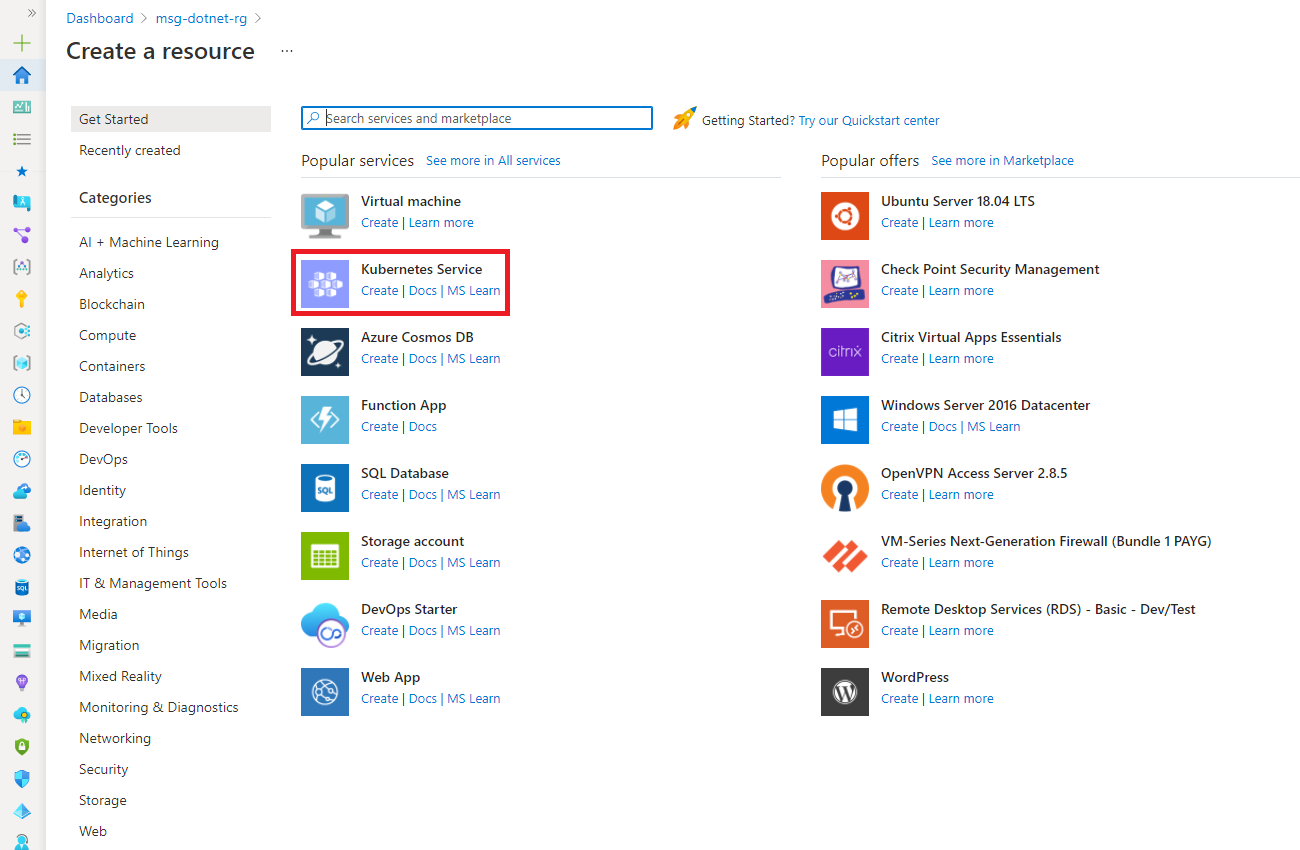 Dashboard > msg-dotnet-rg >
Create a resource ...
Get Started
Recently created
Categories
AI + Machine Learning
Analytics
Blockchain
Compute
Containers
Databases
Developer Tools
DevOps
Identity
Integration
Internet of Things
IT & Management Tools
Media
Migration
Mixed Reality
Monitoring & Diagnostics
Networking
Security
Storage
Web
Search services and marketplace
Getting Started? Try our Quickstart center
Popular services See more in All services
Virtual machine
Create | Learn more
Kubernetes Service
Create | Docs | MS Learn
Azure Cosmos DB
Create | Docs | MS Learn
Function App
Create | Docs
SQL Database
SQL
Create | Docs | MS Learn
Storage account
Create | Docs | MS Learn
DevOps Starter
Create | Docs | MS Learn
Web App
Create | Docs | MS Learn
Popular offers See more in Marketplace
Ubuntu Server 18.04 LTS
Create | Learn more
Check Point Security Management
Create | Learn more
Citrix Virtual Apps Essentials
citrix
Create | Learn more
Windows Server 2016 Datacenter
Create | Docs | MS Learn
OpenVPN Access Server 2.8.5
Create | Learn more
VM-Series Next-Generation Firewall (Bundle 1 PAYG)
Create | Learn more
Remote Desktop Services (RDS) - Basic - Dev/Test
Create | Learn more
WordPress
Create | Learn more
SQL